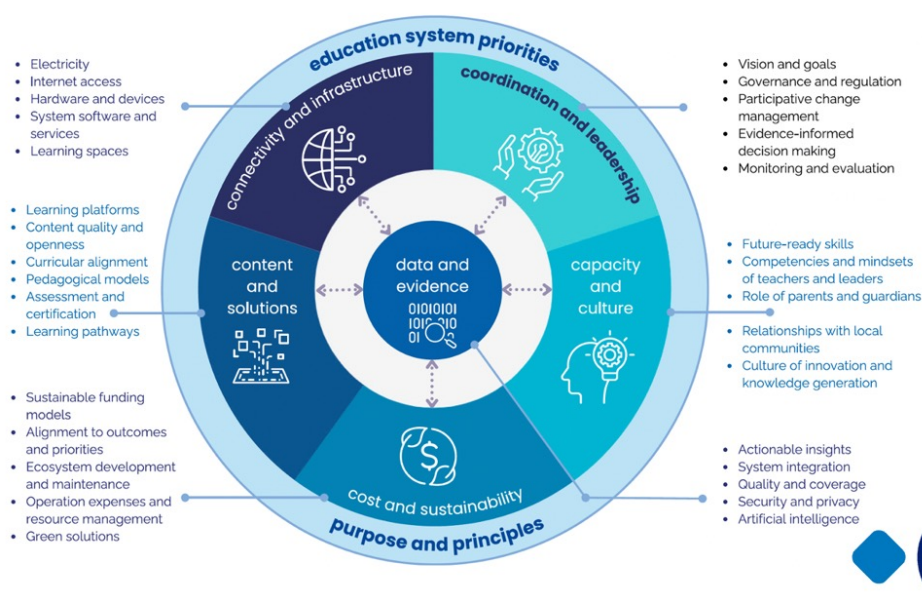 education system priorities
connectivity and infrastructure
coordination and leadership
content
and
solutions
data and
evidence
01010101
capacity
and
culture
cost and sustainability
purpose and principles
• Electricity
• Internet access
• Hardware and devices
• System software and
services
• Learning spaces
• Learning platforms
• Content quality and
openness
• Curricular alignment
• Pedagogical models
• Assessment and
certification
• Learning pathways
• Sustainable funding
models
• Alignment to outcomes
and priorities
• Ecosystem development
and maintenance
• Operation expenses and
resource management
• Green solutions
• Vision and goals
• Governance and regulation
• Participative change
management
• Evidence-informed
decision making
• Monitoring and evaluation
• Future-ready skills
• Competencies and mindsets
of teachers and leaders
• Role of parents and guardians
• Relationships with local
communities
• Culture of innovation and
knowledge generation
• Actionable insights
• System integration
• Quality and coverage
• Security and privacy
• Artificial intelligence